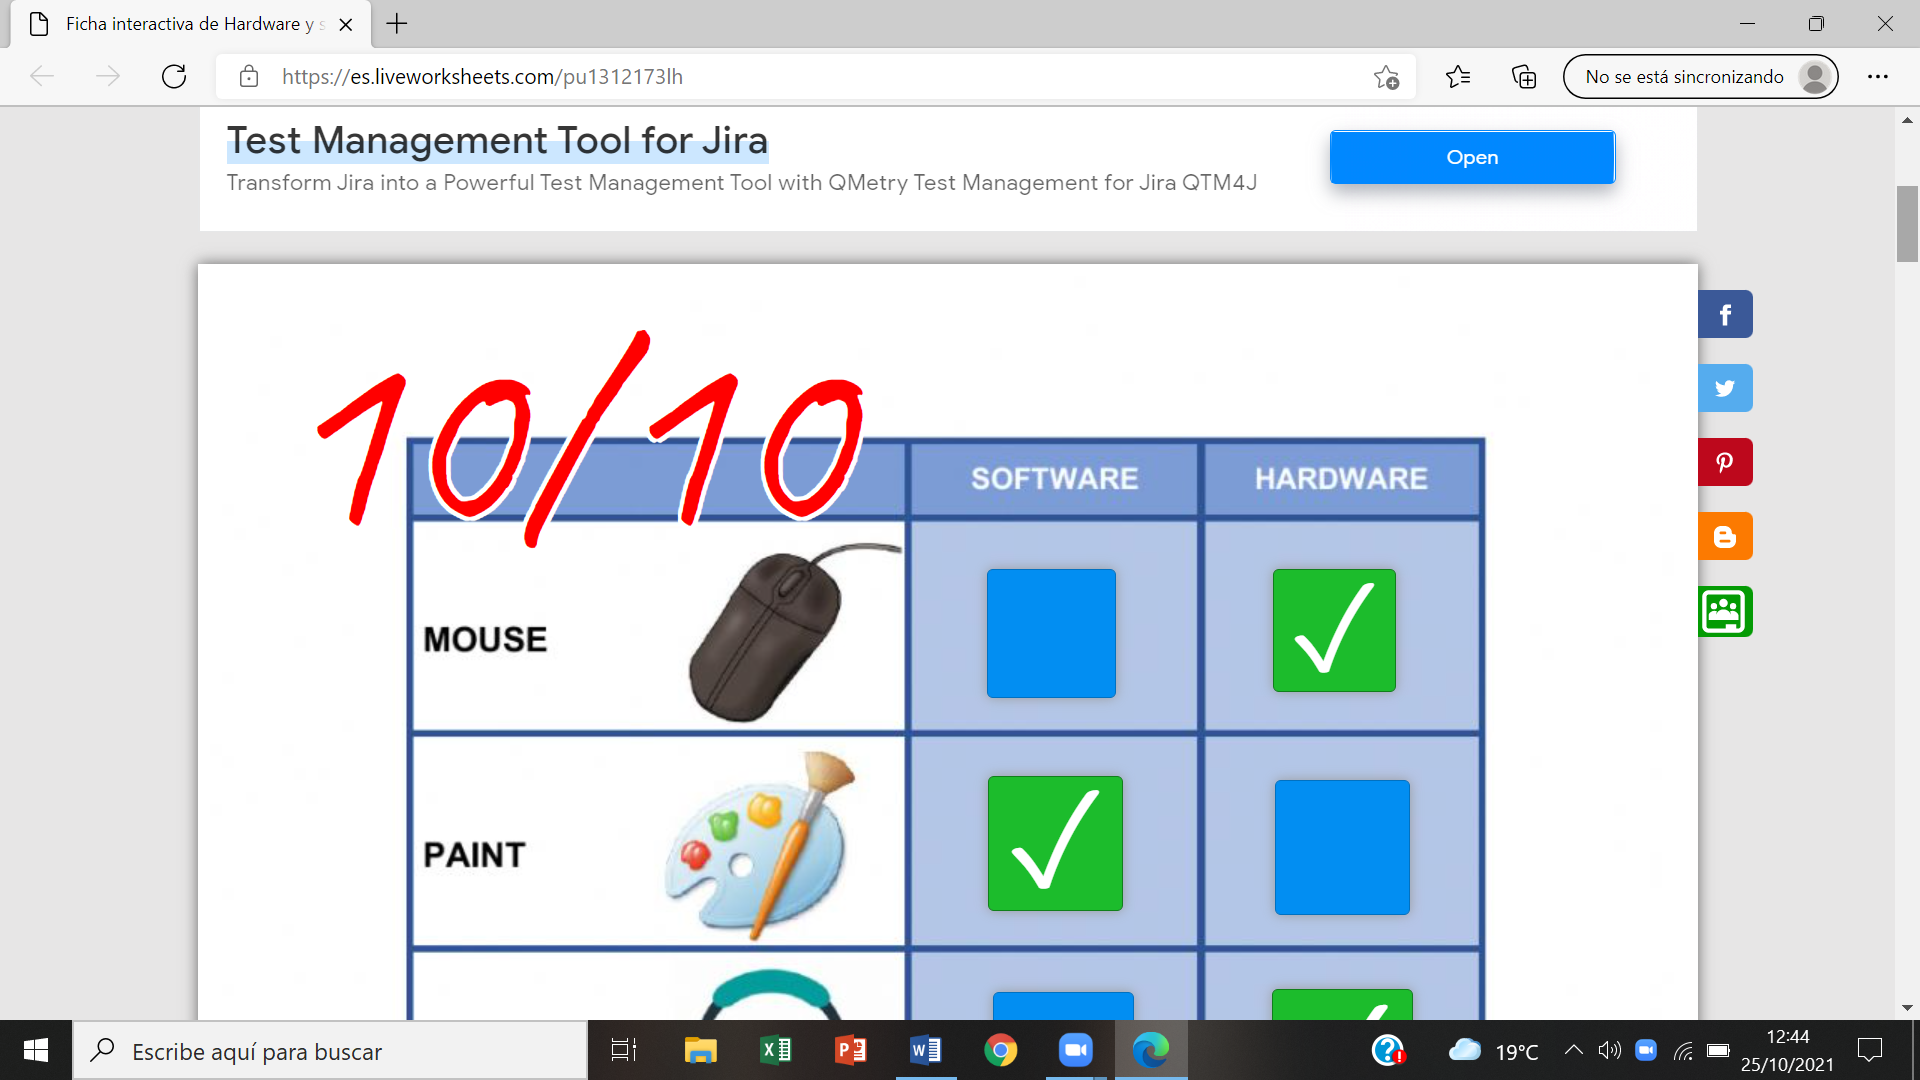 Ficha interactiva de Hardware y s
https://es.liveworksheets.com/pu1312173lh
No se está sincronizando
Test Management Tool for Jira
Transform Jira into a Powerful Test Management Tool with QMetry Test Management for Jira QTM4J
Open
10/10
SOFTWARE
HARDWARE
MOUSE
PAINT
Escribe aquí para buscar
19°C
12:44
25/10/2021